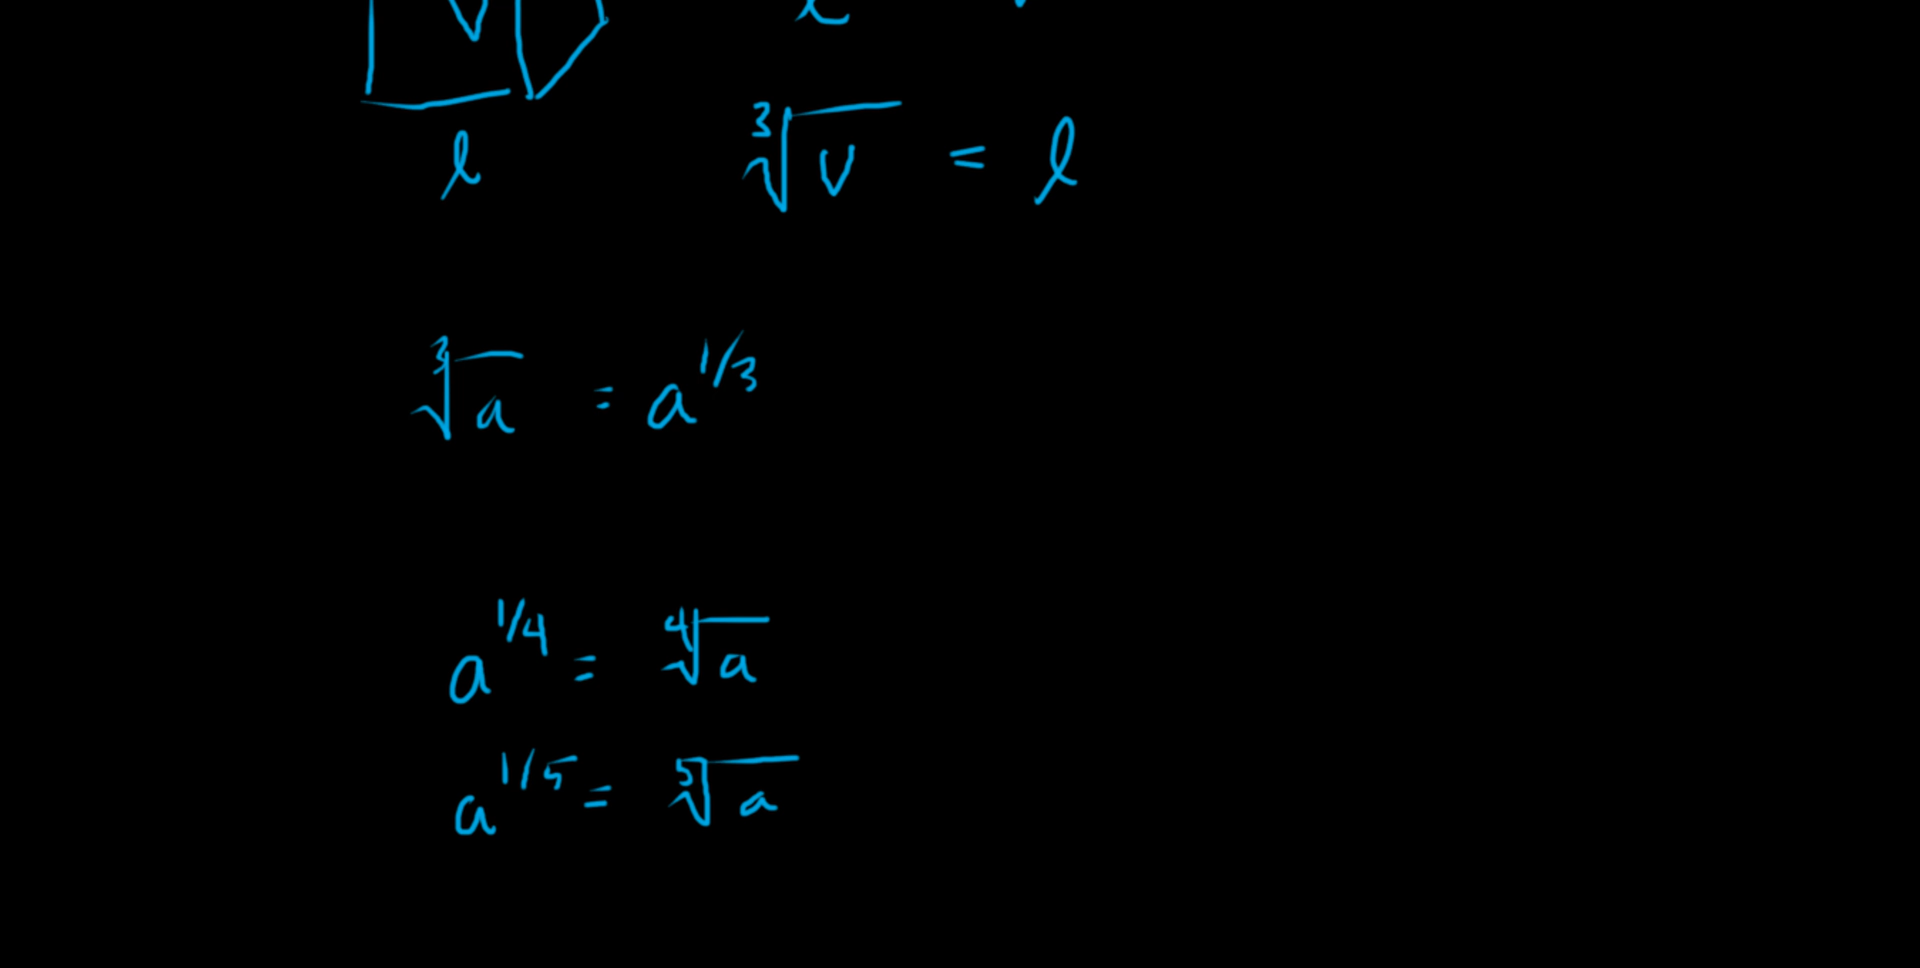 V
l
∛V = l
∛a = a^{1/3}
a^{1/4} = ∜a
a^{1/5} = ⁵√a